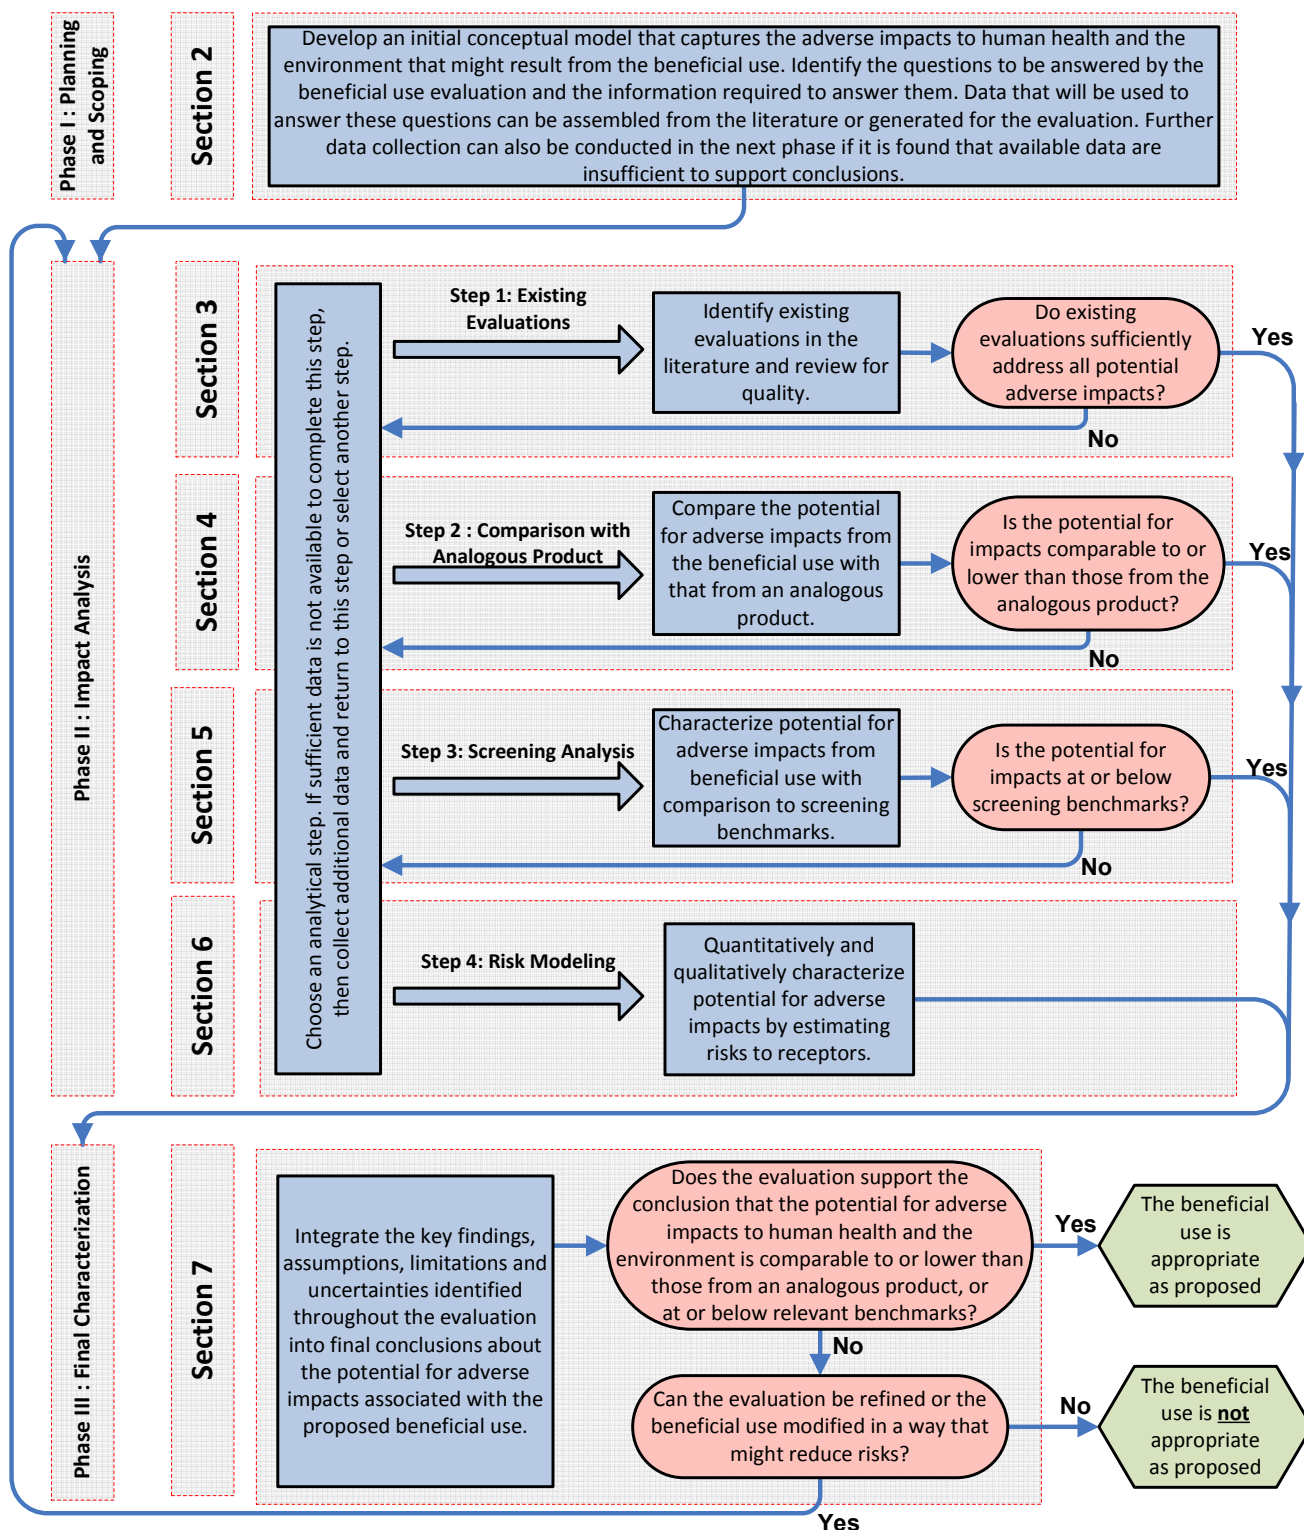 Phase I : Planning
and Scoping
Section 2
Develop an initial conceptual model that captures the adverse impacts to human health and the
environment that might result from the beneficial use. Identify the questions to be answered by the
beneficial use evaluation and the information required to answer them. Data that will be used to
answer these questions can be assembled from the literature or generated for the evaluation. Further
data collection can also be conducted in the next phase if it is found that available data are
insufficient to support conclusions.
Phase II : Impact Analysis
Choose an analytical step. If sufficient data is not available to complete this step,
then collect additional data and return to this step or select another step.
Section 3
Step 1: Existing
Evaluations
Identify existing
evaluations in the
literature and review for
quality.
Do existing
evaluations sufficiently
address all potential
adverse impacts?
Yes
No
Section 4
Step 2 : Comparison with
Analogous Product
Compare the potential
for adverse impacts from
the beneficial use with
that from an analogous
product.
Is the potential for
impacts comparable to or
lower than those from the
analogous product?
Yes
No
Section 5
Step 3: Screening Analysis
Characterize potential for
adverse impacts from
beneficial use with
comparison to screening
benchmarks.
Is the potential for
impacts at or below
screening benchmarks?
Yes
No
Section 6
Step 4: Risk Modeling
Quantitatively and
qualitatively characterize
potential for adverse
impacts by estimating
risks to receptors.
Phase III : Final Characterization
Section 7
Integrate the key findings,
assumptions, limitations and
uncertainties identified
throughout the evaluation
into final conclusions about
the potential for adverse
impacts associated with the
proposed beneficial use.
Does the evaluation support the
conclusion that the potential for adverse
impacts to human health and the
environment is comparable to or lower than
those from an analogous product, or
at or below relevant benchmarks?
Yes
The beneficial
use is
appropriate
as proposed
No
Can the evaluation be refined or the
beneficial use modified in a way that
might reduce risks?
No
The beneficial
use is not
appropriate
as proposed
Yes